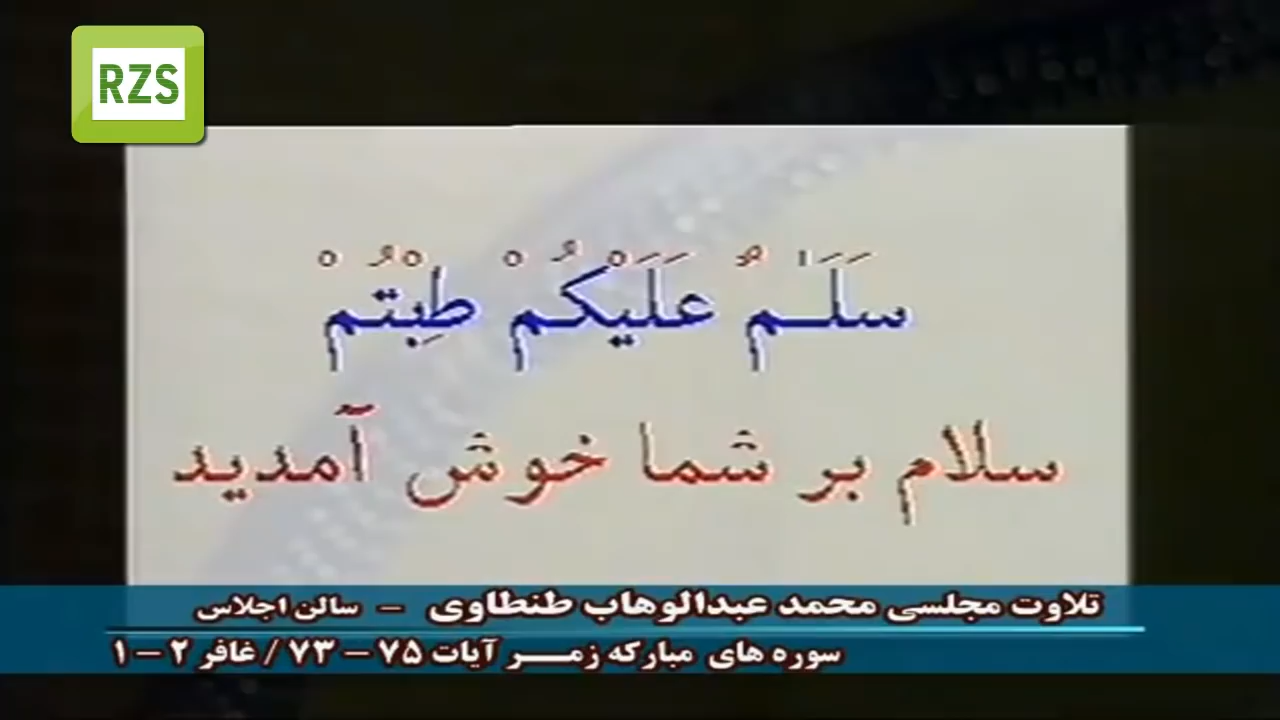 RZS
سَلَٰمٌ عَلَيْكُمْ طِبْتُمْ
سلام بر شما خوش آمدید
تلاوت مجلسی محمد عبدالوهاب طنطاوی - سالن اجلاس
سوره های مبارکه زمـــر آیات ۷۵ - ۷۳ / غافر ۲ - ۱